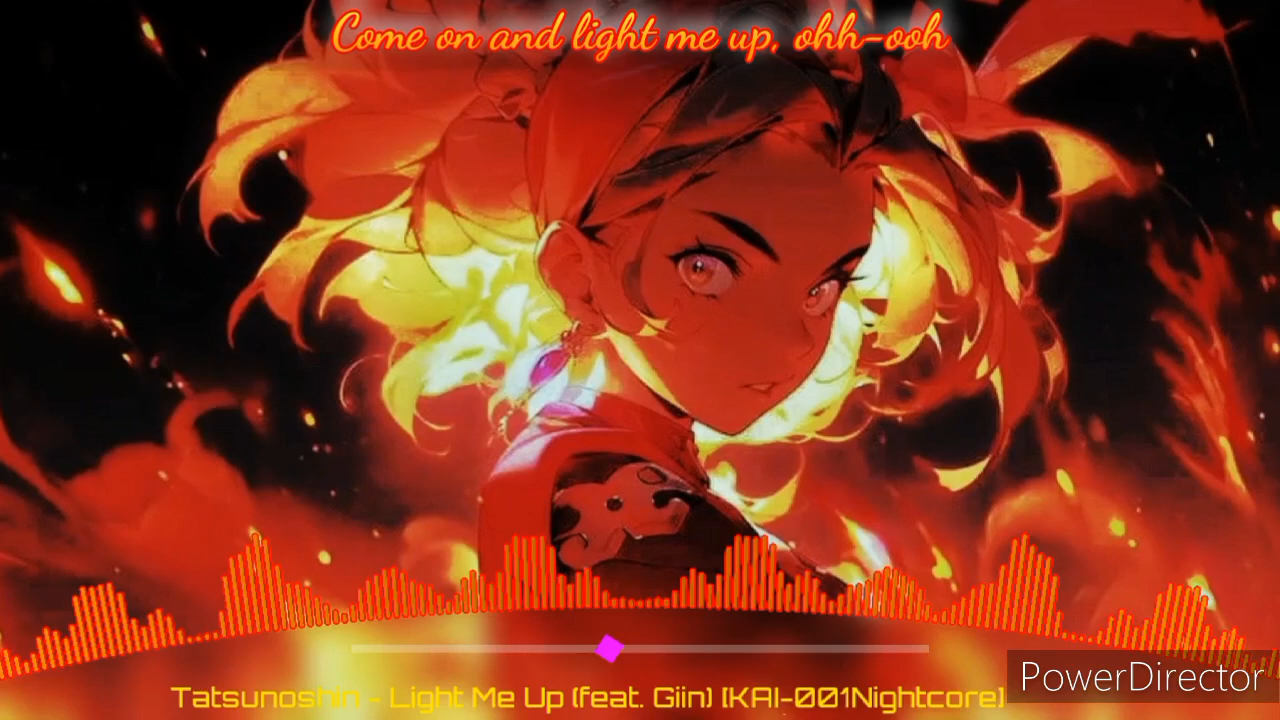 Come on and light me up, ohh-ooh
Tatsunoshin - Light Me Up (feat. Giin) [KAI-001Nightcore]
PowerDirector